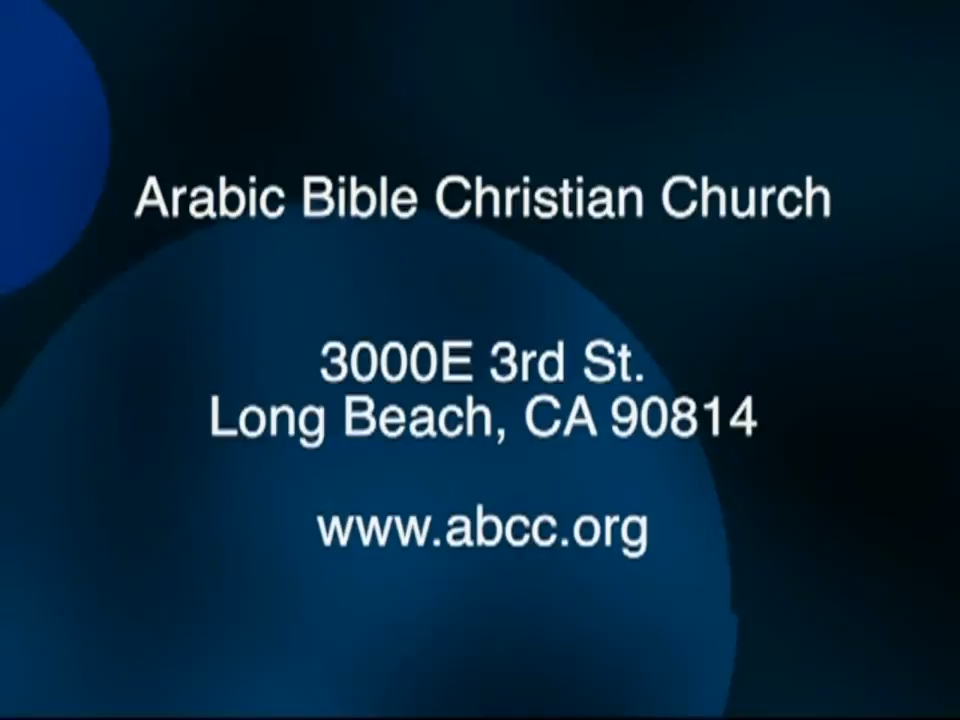 Arabic Bible Christian Church
3000E 3rd St.
Long Beach, CA 90814
www.abcc.org